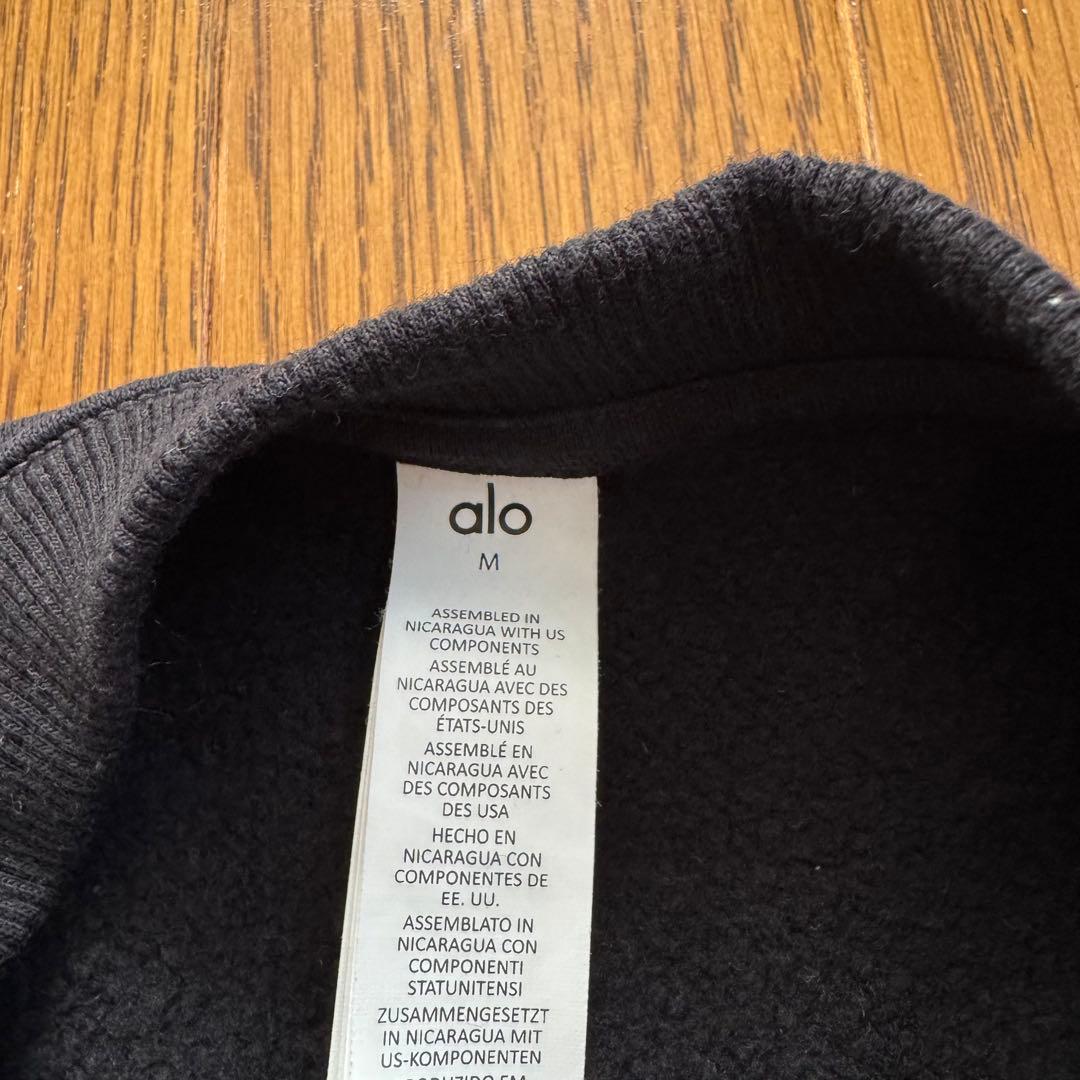 alo
M
ASSEMBLED IN
NICARAGUA WITH US
COMPONENTS
ASSEMBLÉ AU
NICARAGUA AVEC DES
COMPOSANTS DES
ÉTATS-UNIS
ASSEMBLÉ EN
NICARAGUA AVEC
DES COMPOSANTS
DES USA
HECHO EN
NICARAGUA CON
COMPONENTES DE
EE. UU.
ASSEMBLATO IN
NICARAGUA CON
COMPONENTI
STATUNITENSI
ZUSAMMENGESETZT
IN NICARAGUA MIT
US-KOMPONENTEN